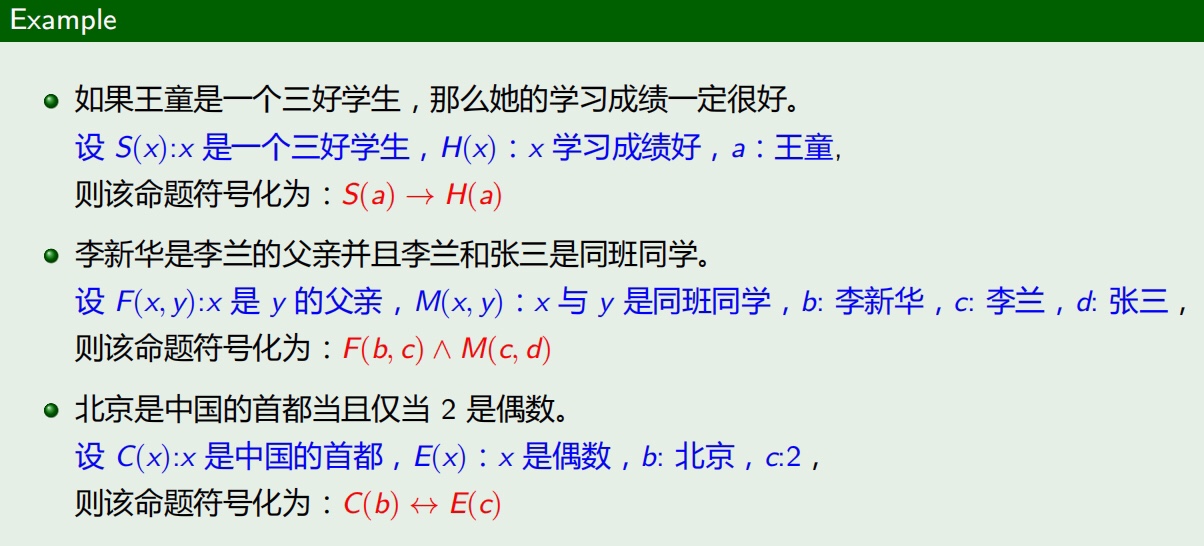 Example
如果王童是一个三好学生，那么她的学习成绩一定很好。
设 S(x):x 是一个三好学生，H(x)：x 学习成绩好，a：王童,
则该命题符号化为：S(a) → H(a)
李新华是李兰的父亲并且李兰和张三是同班同学。
设 F(x, y):x 是 y 的父亲，M(x, y)：x 与 y 是同班同学，b: 李新华，c: 李兰，d: 张三，
则该命题符号化为：F(b, c) ∧ M(c, d)
北京是中国的首都当且仅当 2 是偶数。
设 C(x):x 是中国的首都，E(x)：x 是偶数，b: 北京，c:2，
则该命题符号化为：C(b) ↔ E(c)